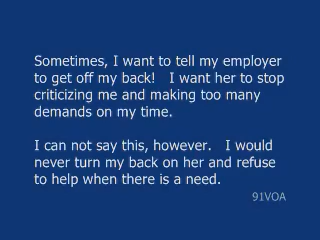 Sometimes, I want to tell my employer
to get off my back!   I want her to stop
criticizing me and making too many
demands on my time.
I can not say this, however.   I would
never turn my back on her and refuse
to help when there is a need.
91VOA